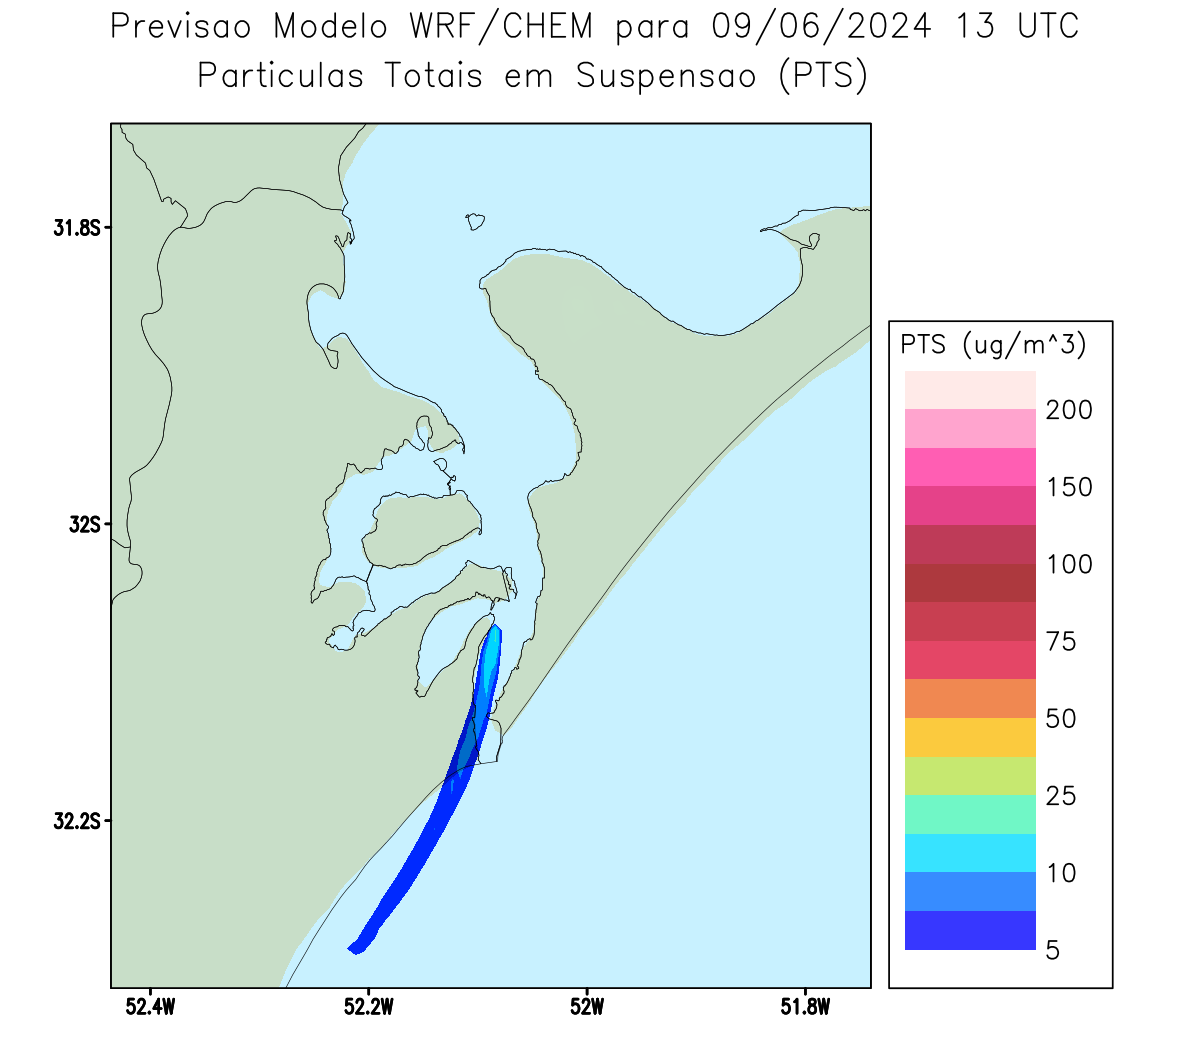 Previsao Modelo WRF/CHEM para 09/06/2024 13 UTC
Particulas Totais em Suspensao (PTS)
31.8S
32S
32.2S
52.4W
52.2W
52W
51.8W
PTS (ug/m^3)
200
150
100
75
50
25
10
5